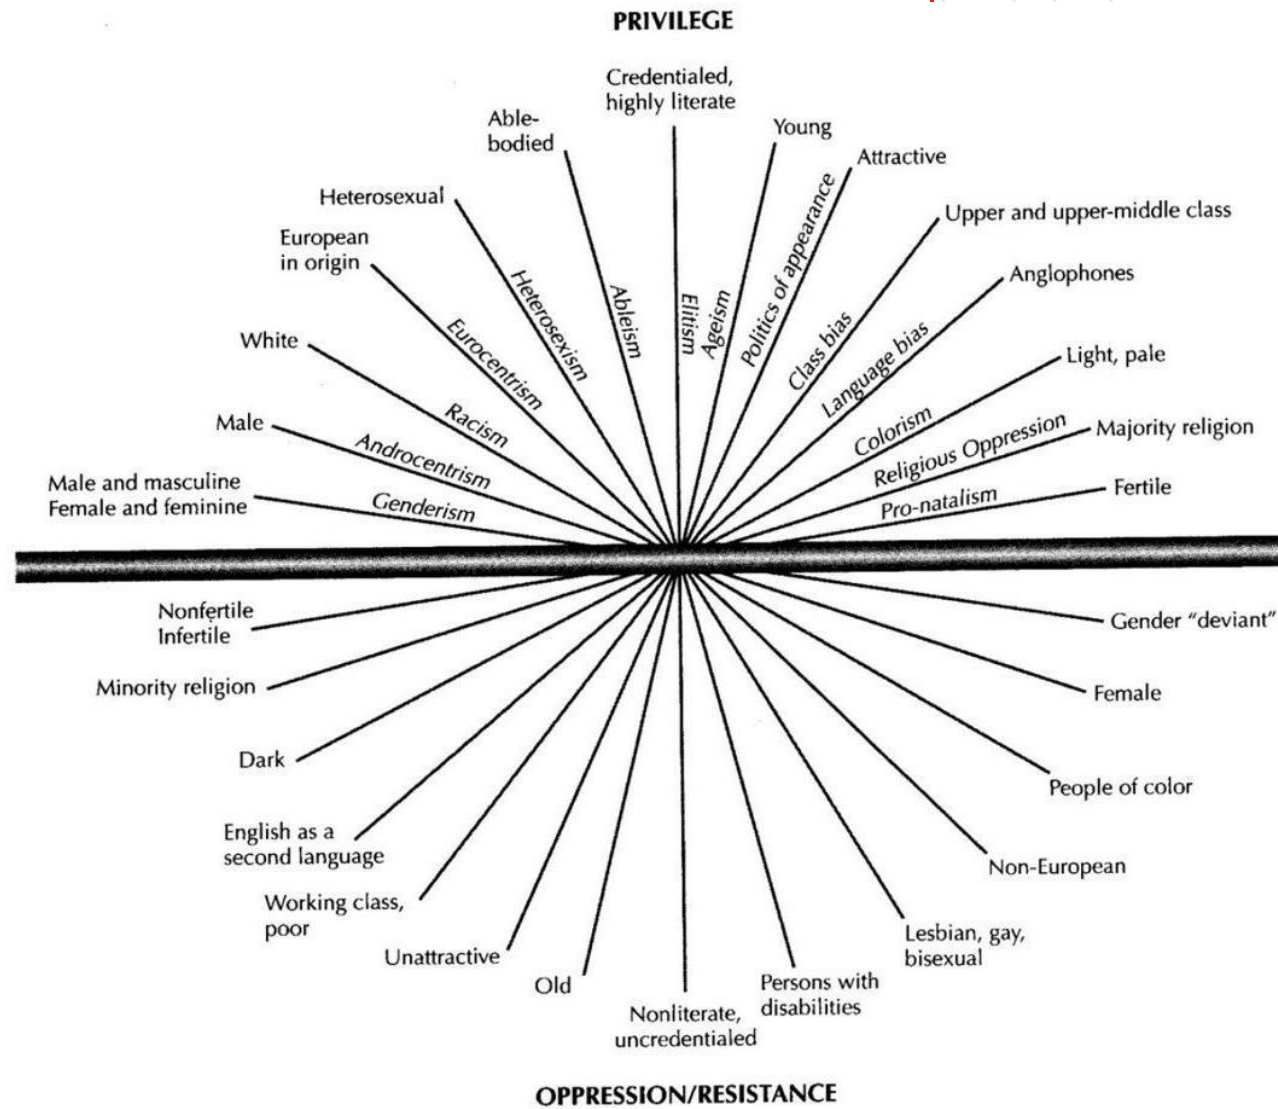 PRIVILEGE
Credentialed,
highly literate
Able-
bodied
Young
Attractive
Heterosexual
Upper and upper-middle class
European
in origin
Anglophones
White
Light, pale
Male
Majority religion
Male and masculine
Female and feminine
Fertile
Genderism
Androcentrism
Racism
Eurocentrism
Heterosexism
Ableism
Elitism
Ageism
Politics of appearance
Class bias
Language bias
Colorism
Religious Oppression
Pro-natalism
Nonfertile
Infertile
Gender “deviant”
Minority religion
Female
Dark
People of color
English as a
second language
Non-European
Working class,
poor
Lesbian, gay,
bisexual
Unattractive
Old
Persons with
disabilities
Nonliterate,
uncredentialed
OPPRESSION/RESISTANCE